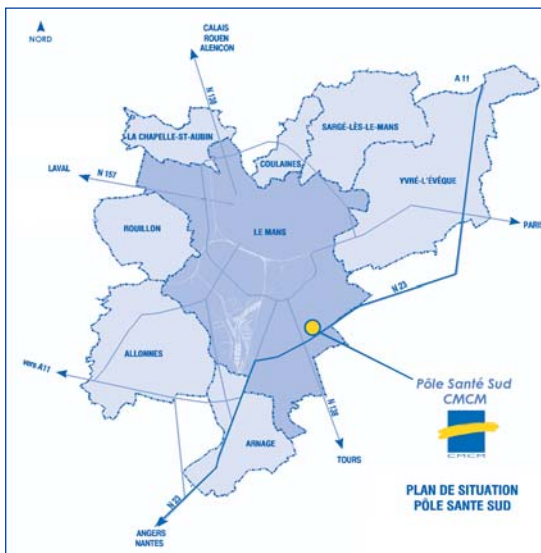 NORD
CALAIS
ROUEN
ALENÇON
N 138
A 11
LA CHAPELLE-ST-AUBIN
SARGÉ-LÈS-LE-MANS
COULAINES
LAVAL
N 157
YVRÉ-L'ÉVÊQUE
ROUILLON
LE MANS
PARIS
N 23
ALLONNES
vers A11
Pôle Santé Sud
CMCM
CMCM
N 138
ARNAGE
TOURS
N 23
ANGERS
NANTES
PLAN DE SITUATION
PÔLE SANTE SUD